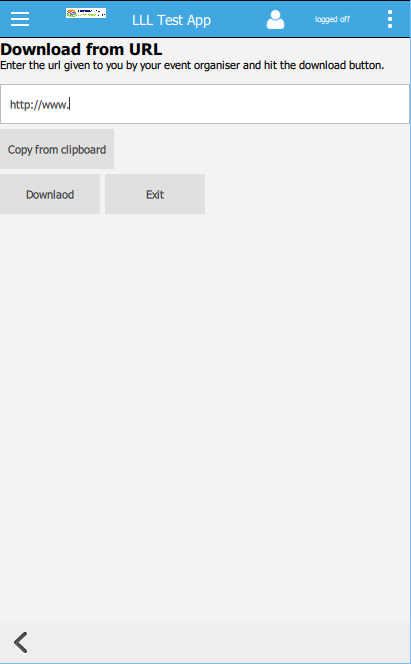 LLL Test App
logged off
Download from URL
Enter the url given to you by your event organiser and hit the download button.
http://www.
Copy from clipboard
Downlaod
Exit